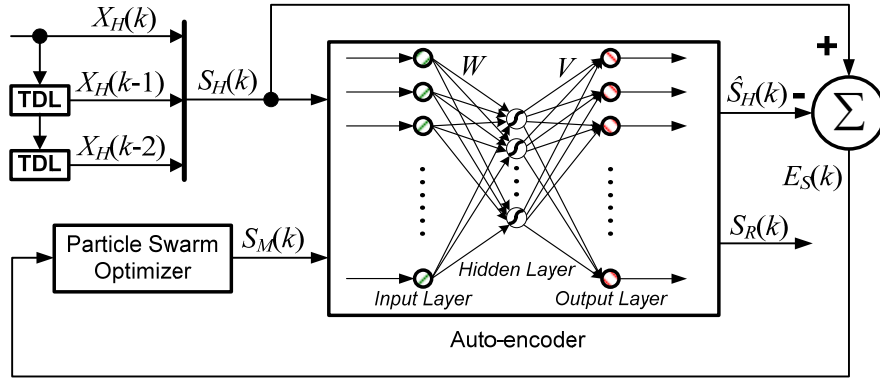 X_H(k)
TDL
X_H(k-1)
TDL
X_H(k-2)
S_H(k)
W
V
Ŝ_H(k)
+
-
Σ
E_S(k)
Particle Swarm
Optimizer
S_M(k)
S_R(k)
Hidden Layer
Input Layer
Output Layer
Auto-encoder